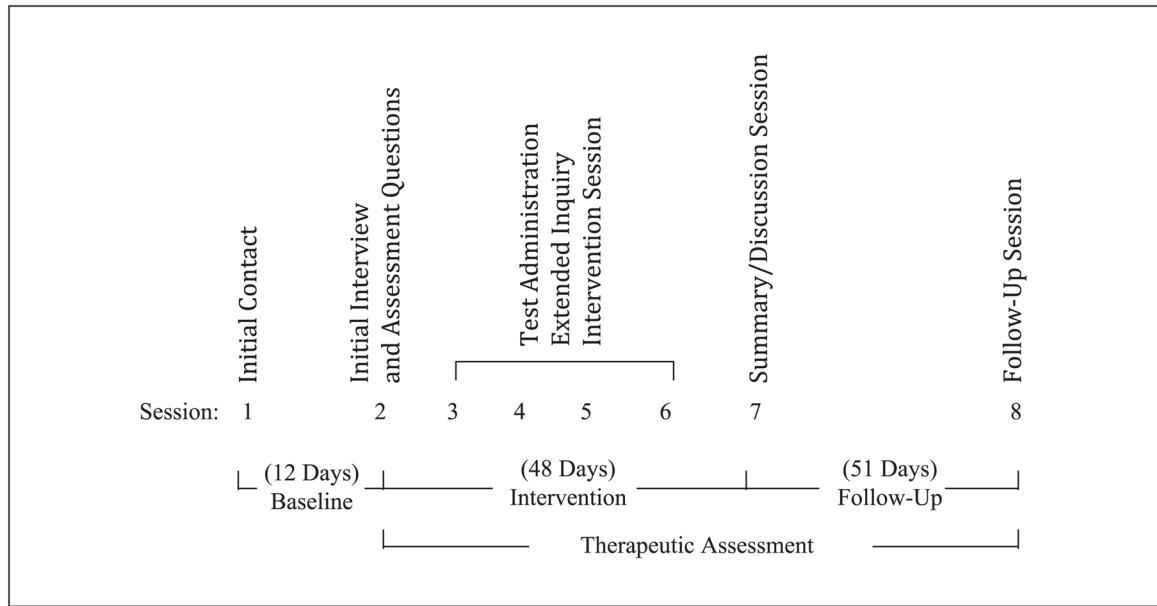 Initial Contact
Initial Interview
and Assessment Questions
Test Administration
Extended Inquiry
Intervention Session
Summary/Discussion Session
Follow-Up Session
Session: 1 2 3 4 5 6 7 8
(12 Days) (48 Days) (51 Days)
Baseline Intervention Follow-Up
Therapeutic Assessment